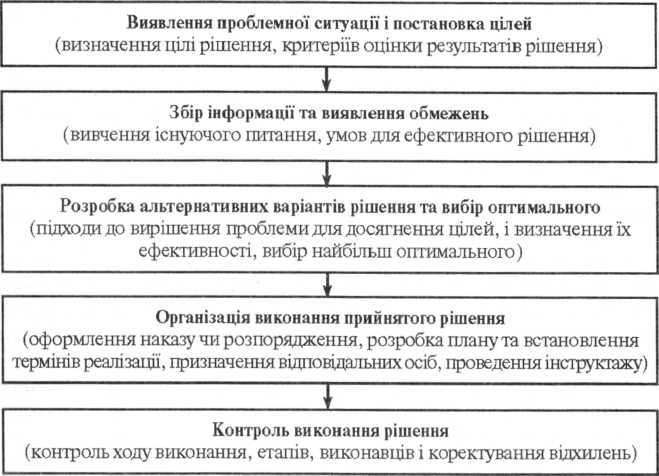 Виявлення проблемної ситуації і постановка цілей
(визначення цілі рішення, критеріїв оцінки результатів рішення)
Збір інформації та виявлення обмежень
(вивчення існуючого питання, умов для ефективного рішення)
Розробка альтернативних варіантів рішення та вибір оптимального
(підходи до вирішення проблеми для досягнення цілей, і визначення їх
ефективності, вибір найбільш оптимального)
Організація виконання прийнятого рішення
(оформлення наказу чи розпорядження, розробка плану та встановлення
термінів реалізації, призначення відповідальних осіб, проведення інструктажу)
Контроль виконання рішення
(контроль ходу виконання, етапів, виконавців і коректування відхилень)